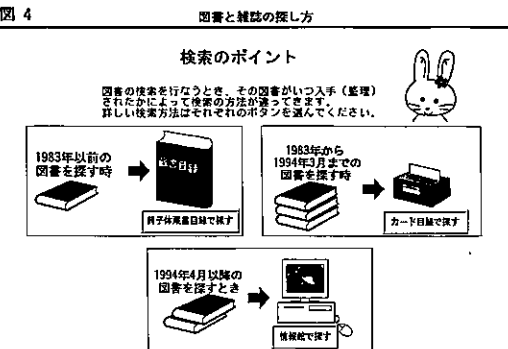 図 4
図書と雑誌の探し方
検索のポイント
図書の検索を行なうとき、その図書がいつ入手（整理）
されたかによって検索の方法が違ってきます。
詳しい検索方法はそれぞれのボタンを選んでください。
1983年以前の
図書を探す時
冊子体蔵書目録で探す
1983年から
1994年3月までの
図書を探す時
カード目録で探す
1994年4月以降の
図書を探すとき
で探す